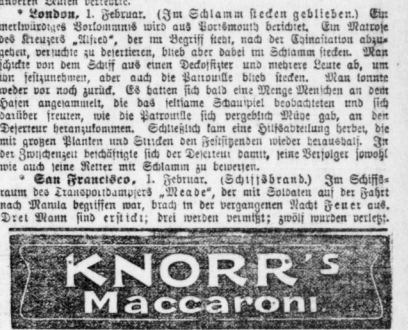 * London, 1. Februar. (Im Schlamm stecken geblieben.) Ein
merkwürdiges Vorkommnis wird aus Portsmouth berichtet. Ein Matrose
des Kreuzers „Alfred", der im Begriff steht, nach der Chinastation abzu-
gehen, versuchte zu desertieren, blieb aber dabei im Schlamm stecken. Man
schickte von dem Schiff aus einen Deckoffizier und mehrere Leute ab, um
ihn festzunehmen, aber auch die Patrouille blieb stecken. Man konnte
weder vor noch zurück. Es hatten sich bald eine Menge Menschen an dem
Hafen angesammelt, die das seltsame Schauspiel beobachteten und sich
darüber freuten, wie die Patrouille sich vergeblich Mühe gab, an den
Deserteur heranzukommen. Schließlich kam eine Hilfsabteilung herbei, die
mit großen Planken und Stricken den Festsitzenden wieder heraushalf. In
der Zwischenzeit beschäftigte sich der Deserteur damit, seine Verfolger sowohl
wie auch seine Retter mit Schlamm zu bewerfen.
* San Francisco, 1. Februar. (Schiffsbrand.) Im Schiffs-
raum des Transportdampfers „Meade", der mit Soldaten auf der Fahrt
nach Manila begriffen war, brach in der vergangenen Nacht Feuer aus.
Drei Mann sind erstickt; drei werden vermißt; zwölf wurden verletzt.
KNORR's
Maccaroni